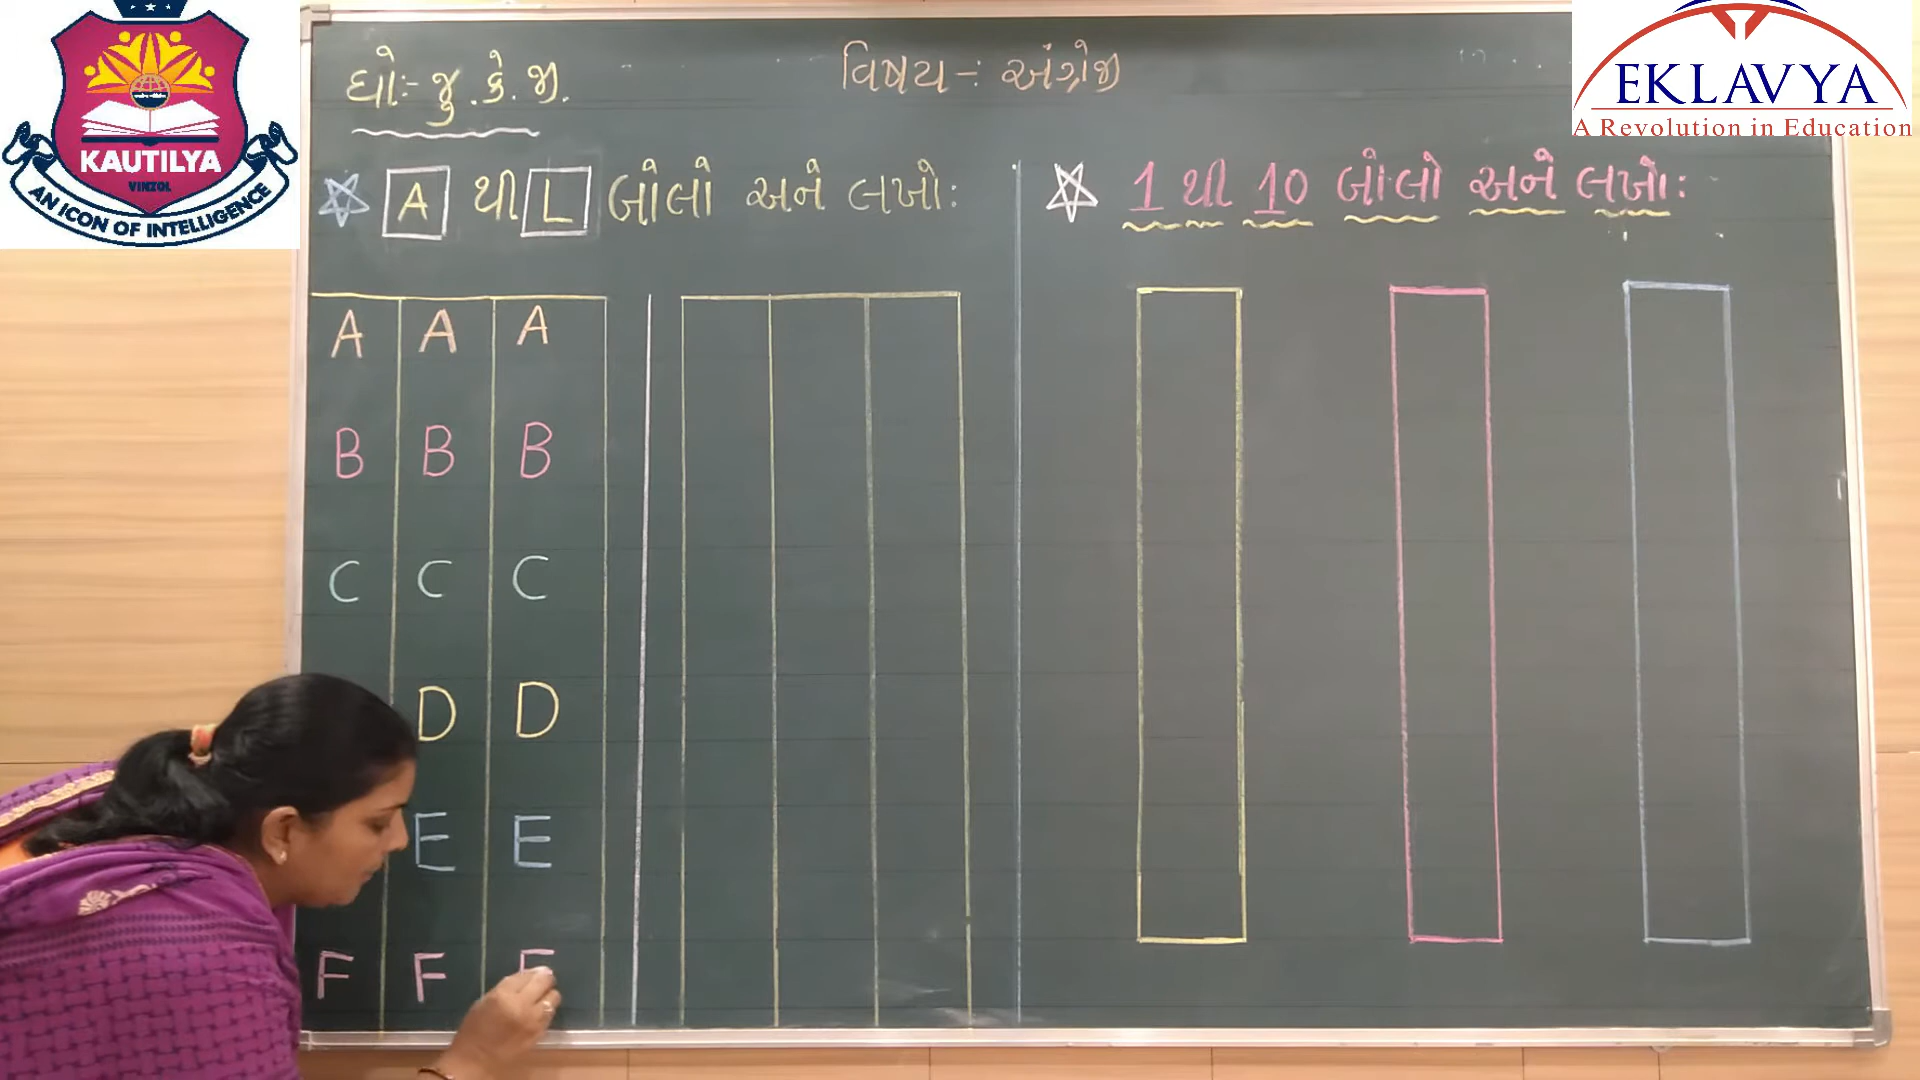 KAUTILYA
VINZOL
AN ICON OF INTELLIGENCE
EKLAVYA
A Revolution in Education
ધોઃ-જુ.કે.જી.
વિષય-: અંગ્રેજી
A થી L બોલો અને લખોઃ
A A A
B B B
C C C
D D
E E
F F F
1 થી 10 બોલો અને લખોઃ